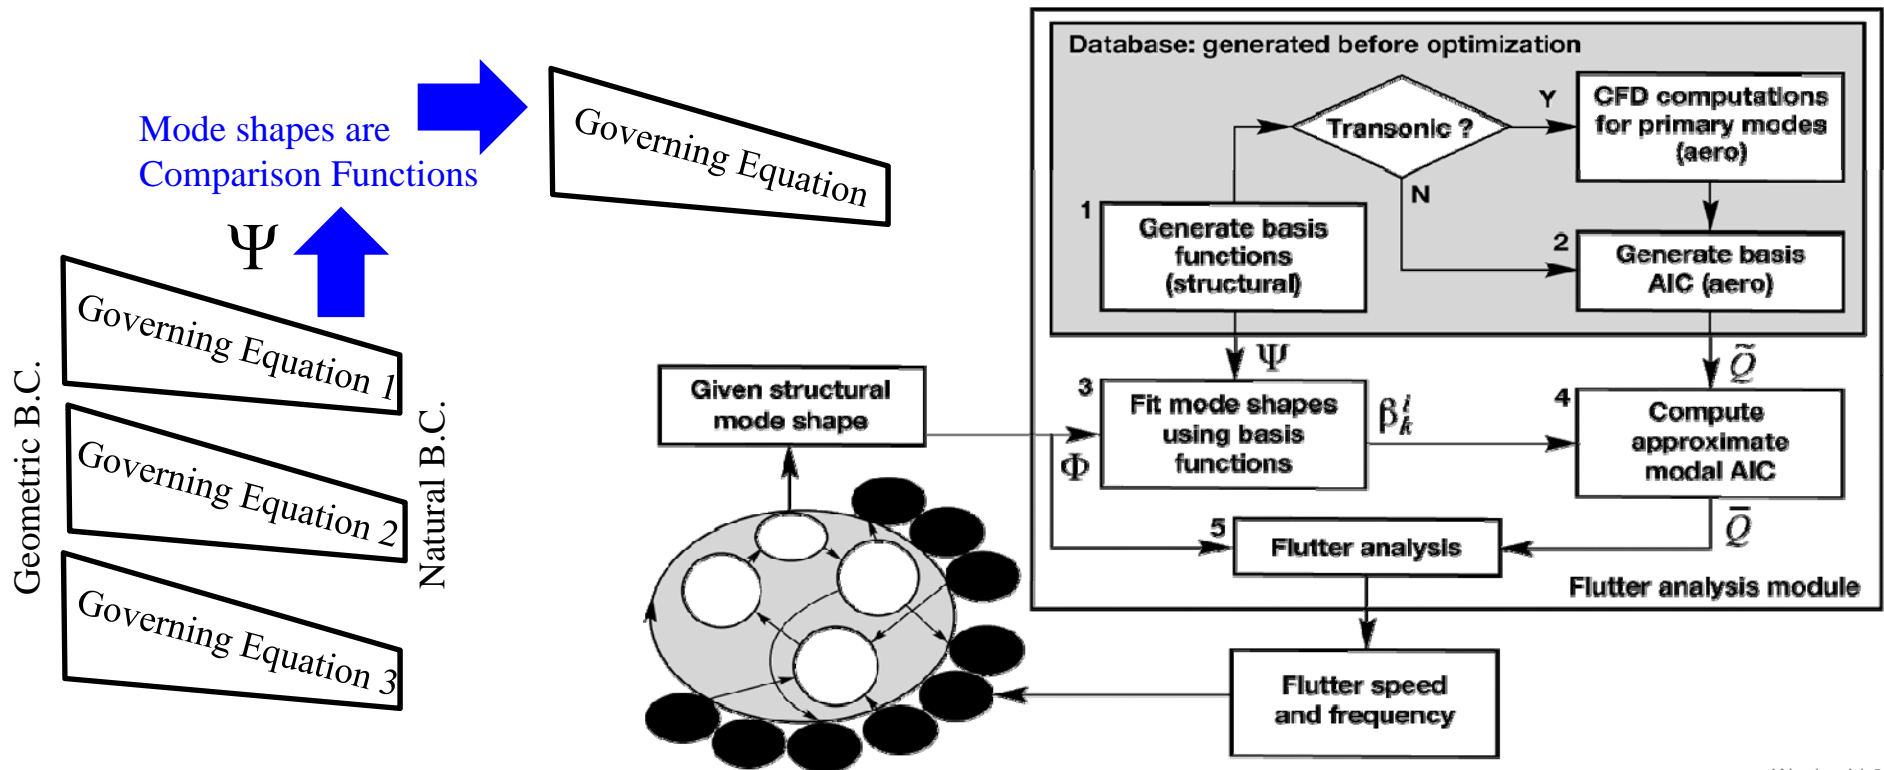 Mode shapes are
Comparison Functions
Ψ
Governing Equation
Geometric B.C.
Governing Equation 1
Governing Equation 2
Governing Equation 3
Natural B.C.
Database: generated before optimization
Transonic ?
Y
N
CFD computations
for primary modes
(aero)
1
Generate basis
functions
(structural)
2
Generate basis
AIC (aero)
Ψ
Q̃
Given structural
mode shape
Φ
3
Fit mode shapes
using basis
functions
β_k^i
4
Compute
approximate
modal AIC
Q̄
5
Flutter analysis
Flutter analysis module
Flutter speed
and frequency